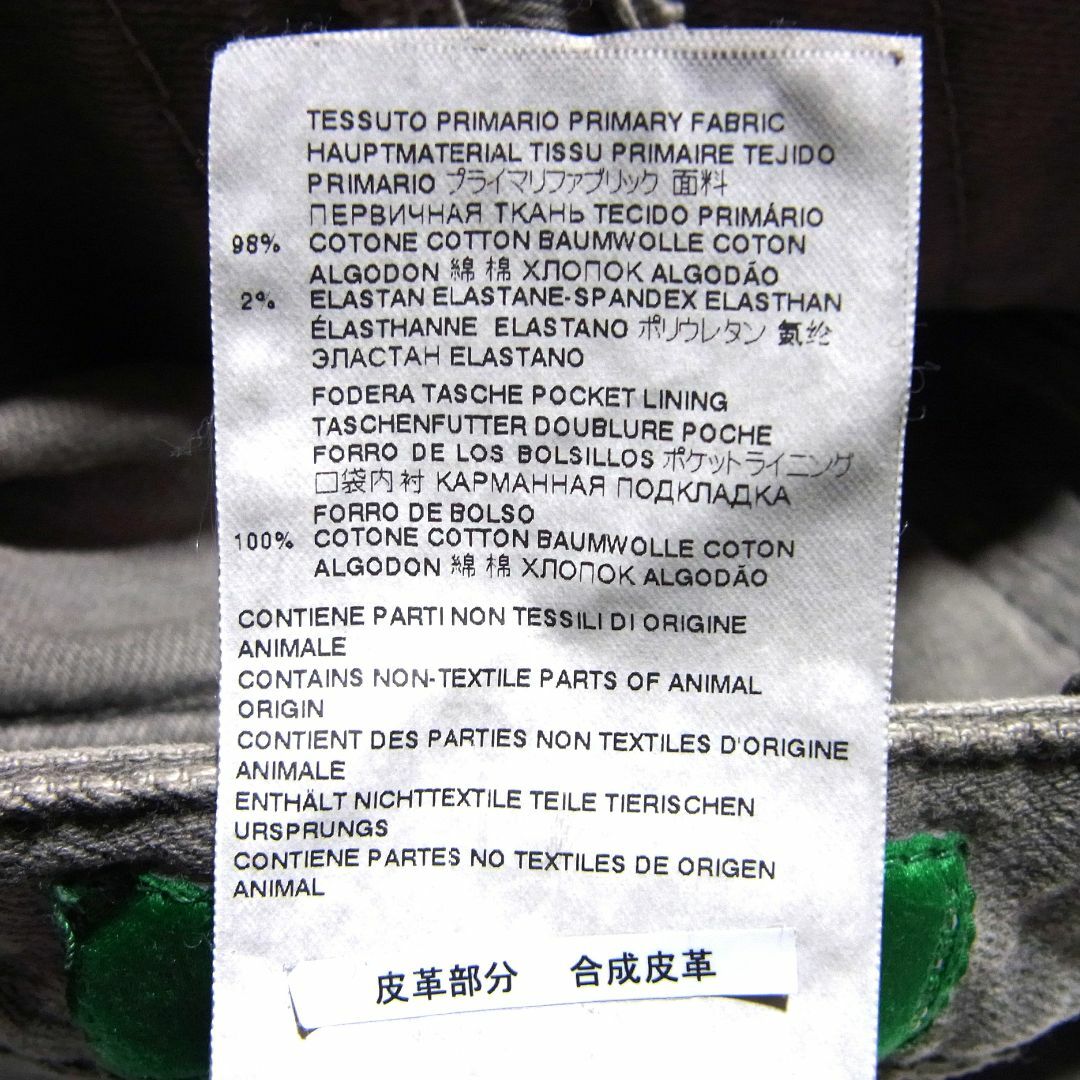 TESSUTO PRIMARIO PRIMARY FABRIC
HAUPTMATERIAL TISSU PRIMAIRE TEJIDO
PRIMARIO プライマリファブリック 面料
ПЕРВИЧНАЯ ТКАНЬ TECIDO PRIMÁRIO
98% COTONE COTTON BAUMWOLLE COTON
ALGODON 綿 棉 ХЛОПОК ALGODÃO
2% ELASTAN ELASTANE-SPANDEX ELASTHAN
ÉLASTHANNE ELASTANO ポリウレタン 氨纶
ЭЛАСТАН ELASTANO
FODERA TASCHE POCKET LINING
TASCHENFUTTER DOUBLURE POCHE
FORRO DE LOS BOLSILLOS ポケットライニング
口袋内衬 КАРМАННАЯ ПОДКЛАДКА
FORRO DE BOLSO
100% COTONE COTTON BAUMWOLLE COTON
ALGODON 綿 棉 ХЛОПОК ALGODÃO
CONTIENE PARTI NON TESSILI DI ORIGINE
ANIMALE
CONTAINS NON-TEXTILE PARTS OF ANIMAL
ORIGIN
CONTIENT DES PARTIES NON TEXTILES D'ORIGINE
ANIMALE
ENTHÄLT NICHTTEXTILE TEILE TIERISCHEN
URSPRUNGS
CONTIENE PARTES NO TEXTILES DE ORIGEN
ANIMAL
皮革部分 合成皮革